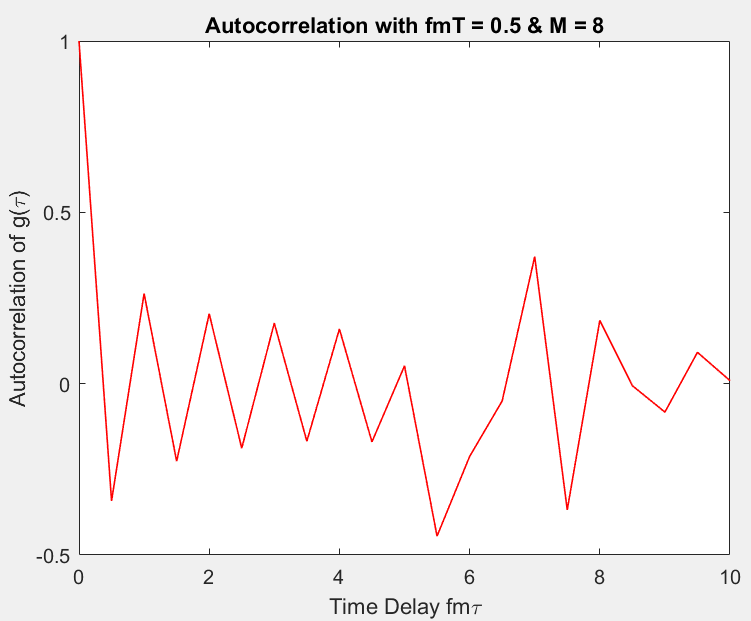 Autocorrelation with fmT = 0.5 & M = 8
1
0.5
0
-0.5
Autocorrelation of g(τ)
0 2 4 6 8 10
Time Delay fmτ